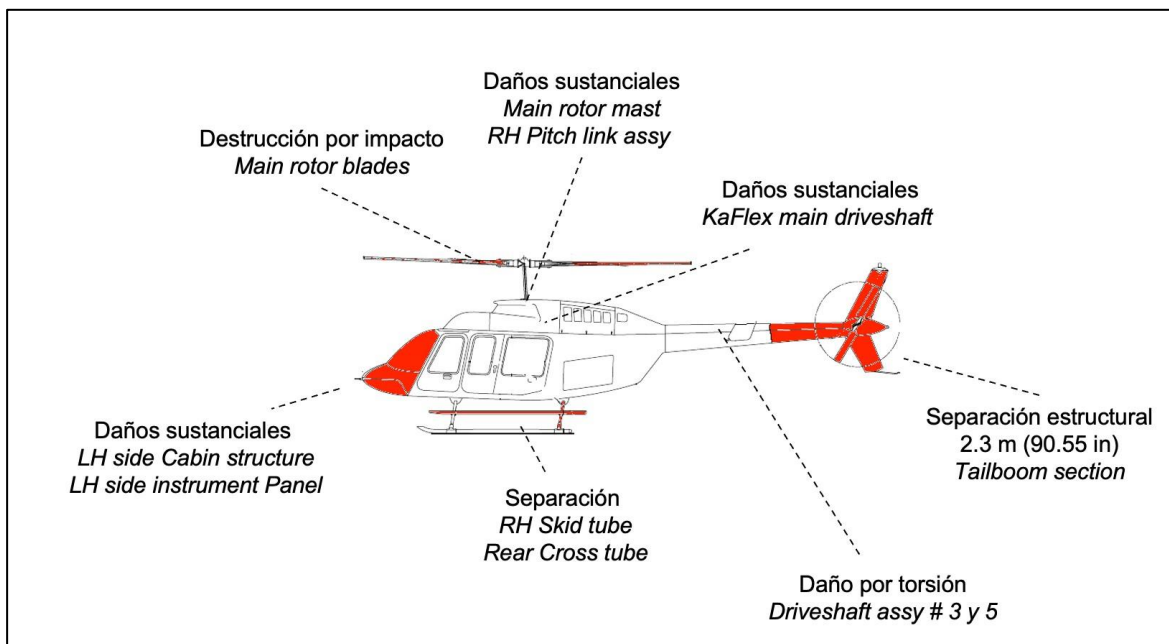 Daños sustanciales
Main rotor mast
RH Pitch link assy
Destrucción por impacto
Main rotor blades
Daños sustanciales
KaFlex main driveshaft
Daños sustanciales
LH side Cabin structure
LH side instrument Panel
Separación
RH Skid tube
Rear Cross tube
Separación estructural
2.3 m (90.55 in)
Tailboom section
Daño por torsión
Driveshaft assy # 3 y 5